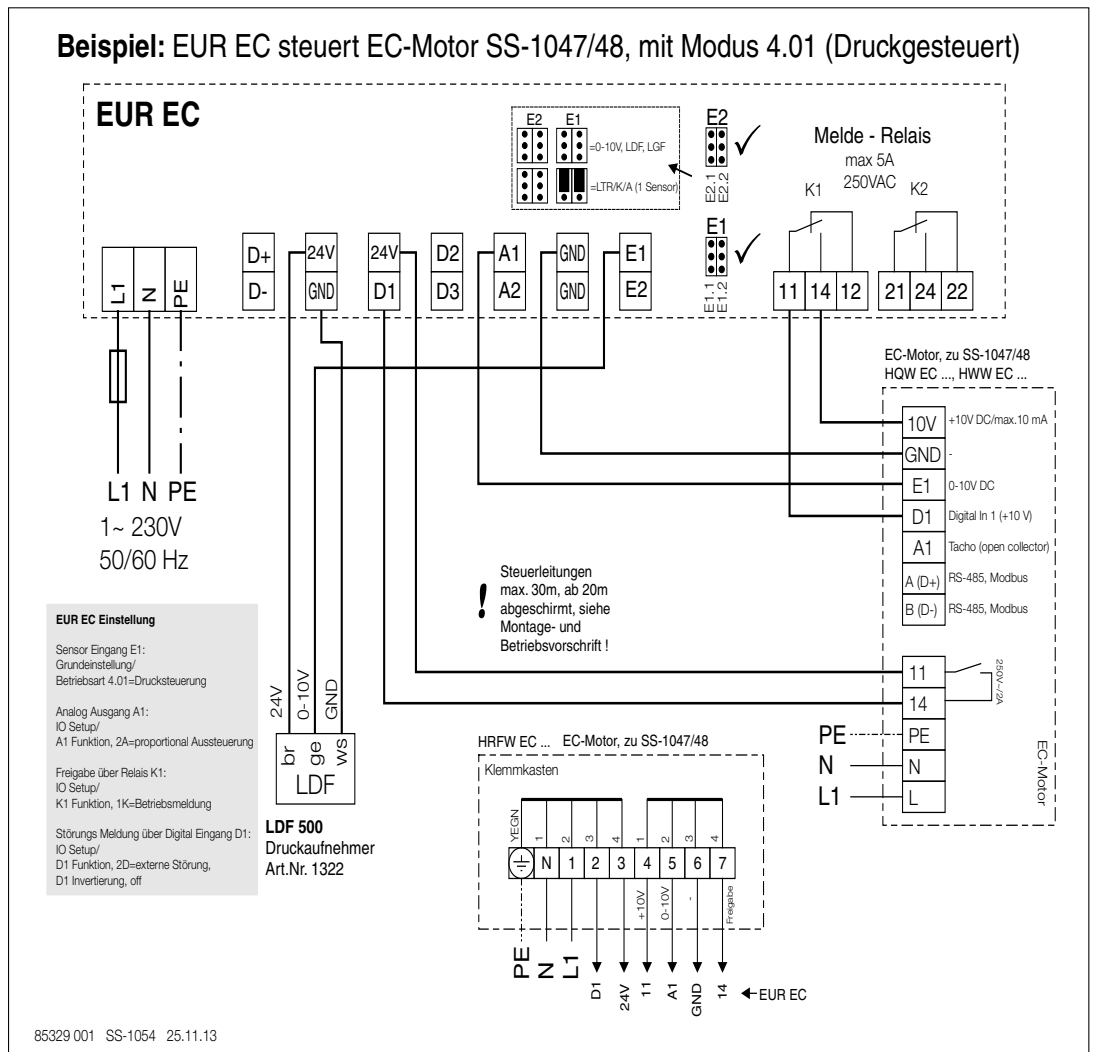 Beispiel: EUR EC steuert EC-Motor SS-1047/48, mit Modus 4.01 (Druckgesteuert)
EUR EC
E2 E1
=0-10V, LDF, LGF
=LTR/K/A (1 Sensor)
E2
E2.1
E2.2
E1
E1.1
E1.2
Melde - Relais
max 5A
250VAC
K1 K2
L1 N PE
D+ 24V 24V D2 A1 GND E1
D- GND D1 D3 A2 GND E2
11 14 12 21 24 22
L1 N PE
1~ 230V
50/60 Hz
EC-Motor, zu SS-1047/48
HQW EC ..., HWW EC ...
10V +10V DC/max.10 mA
GND -
E1 0-10V DC
D1 Digital In 1 (+10 V)
A1 Tacho (open collector)
A (D+) RS-485, Modbus
B (D-) RS-485, Modbus
11
14
250V~/2A
PE PE
N N
L1 L
EC-Motor
! Steuerleitungen
max. 30m, ab 20m
abgeschirmt, siehe
Montage- und
Betriebsvorschrift !
EUR EC Einstellung
Sensor Eingang E1:
Grundeinstellung/
Betriebsart 4.01=Drucksteuerung
Analog Ausgang A1:
IO Setup/
A1 Funktion, 2A=proportional Aussteuerung
Freigabe über Relais K1:
IO Setup/
K1 Funktion, 1K=Betriebsmeldung
Störungs Meldung über Digital Eingang D1:
IO Setup/
D1 Funktion, 2D=externe Störung,
D1 Invertierung, off
24V 0-10V GND
br ge ws
LDF
LDF 500
Druckaufnehmer
Art.Nr. 1322
HRFW EC ... EC-Motor, zu SS-1047/48
Klemmkasten
YEGN 1 2 3 4 1 2 3 4
N 1 2 3 4 5 6 7
+10V 0-10V - Freigabe
PE N L1 D1 24V 11 A1 GND 14 EUR EC
85329 001 SS-1054 25.11.13